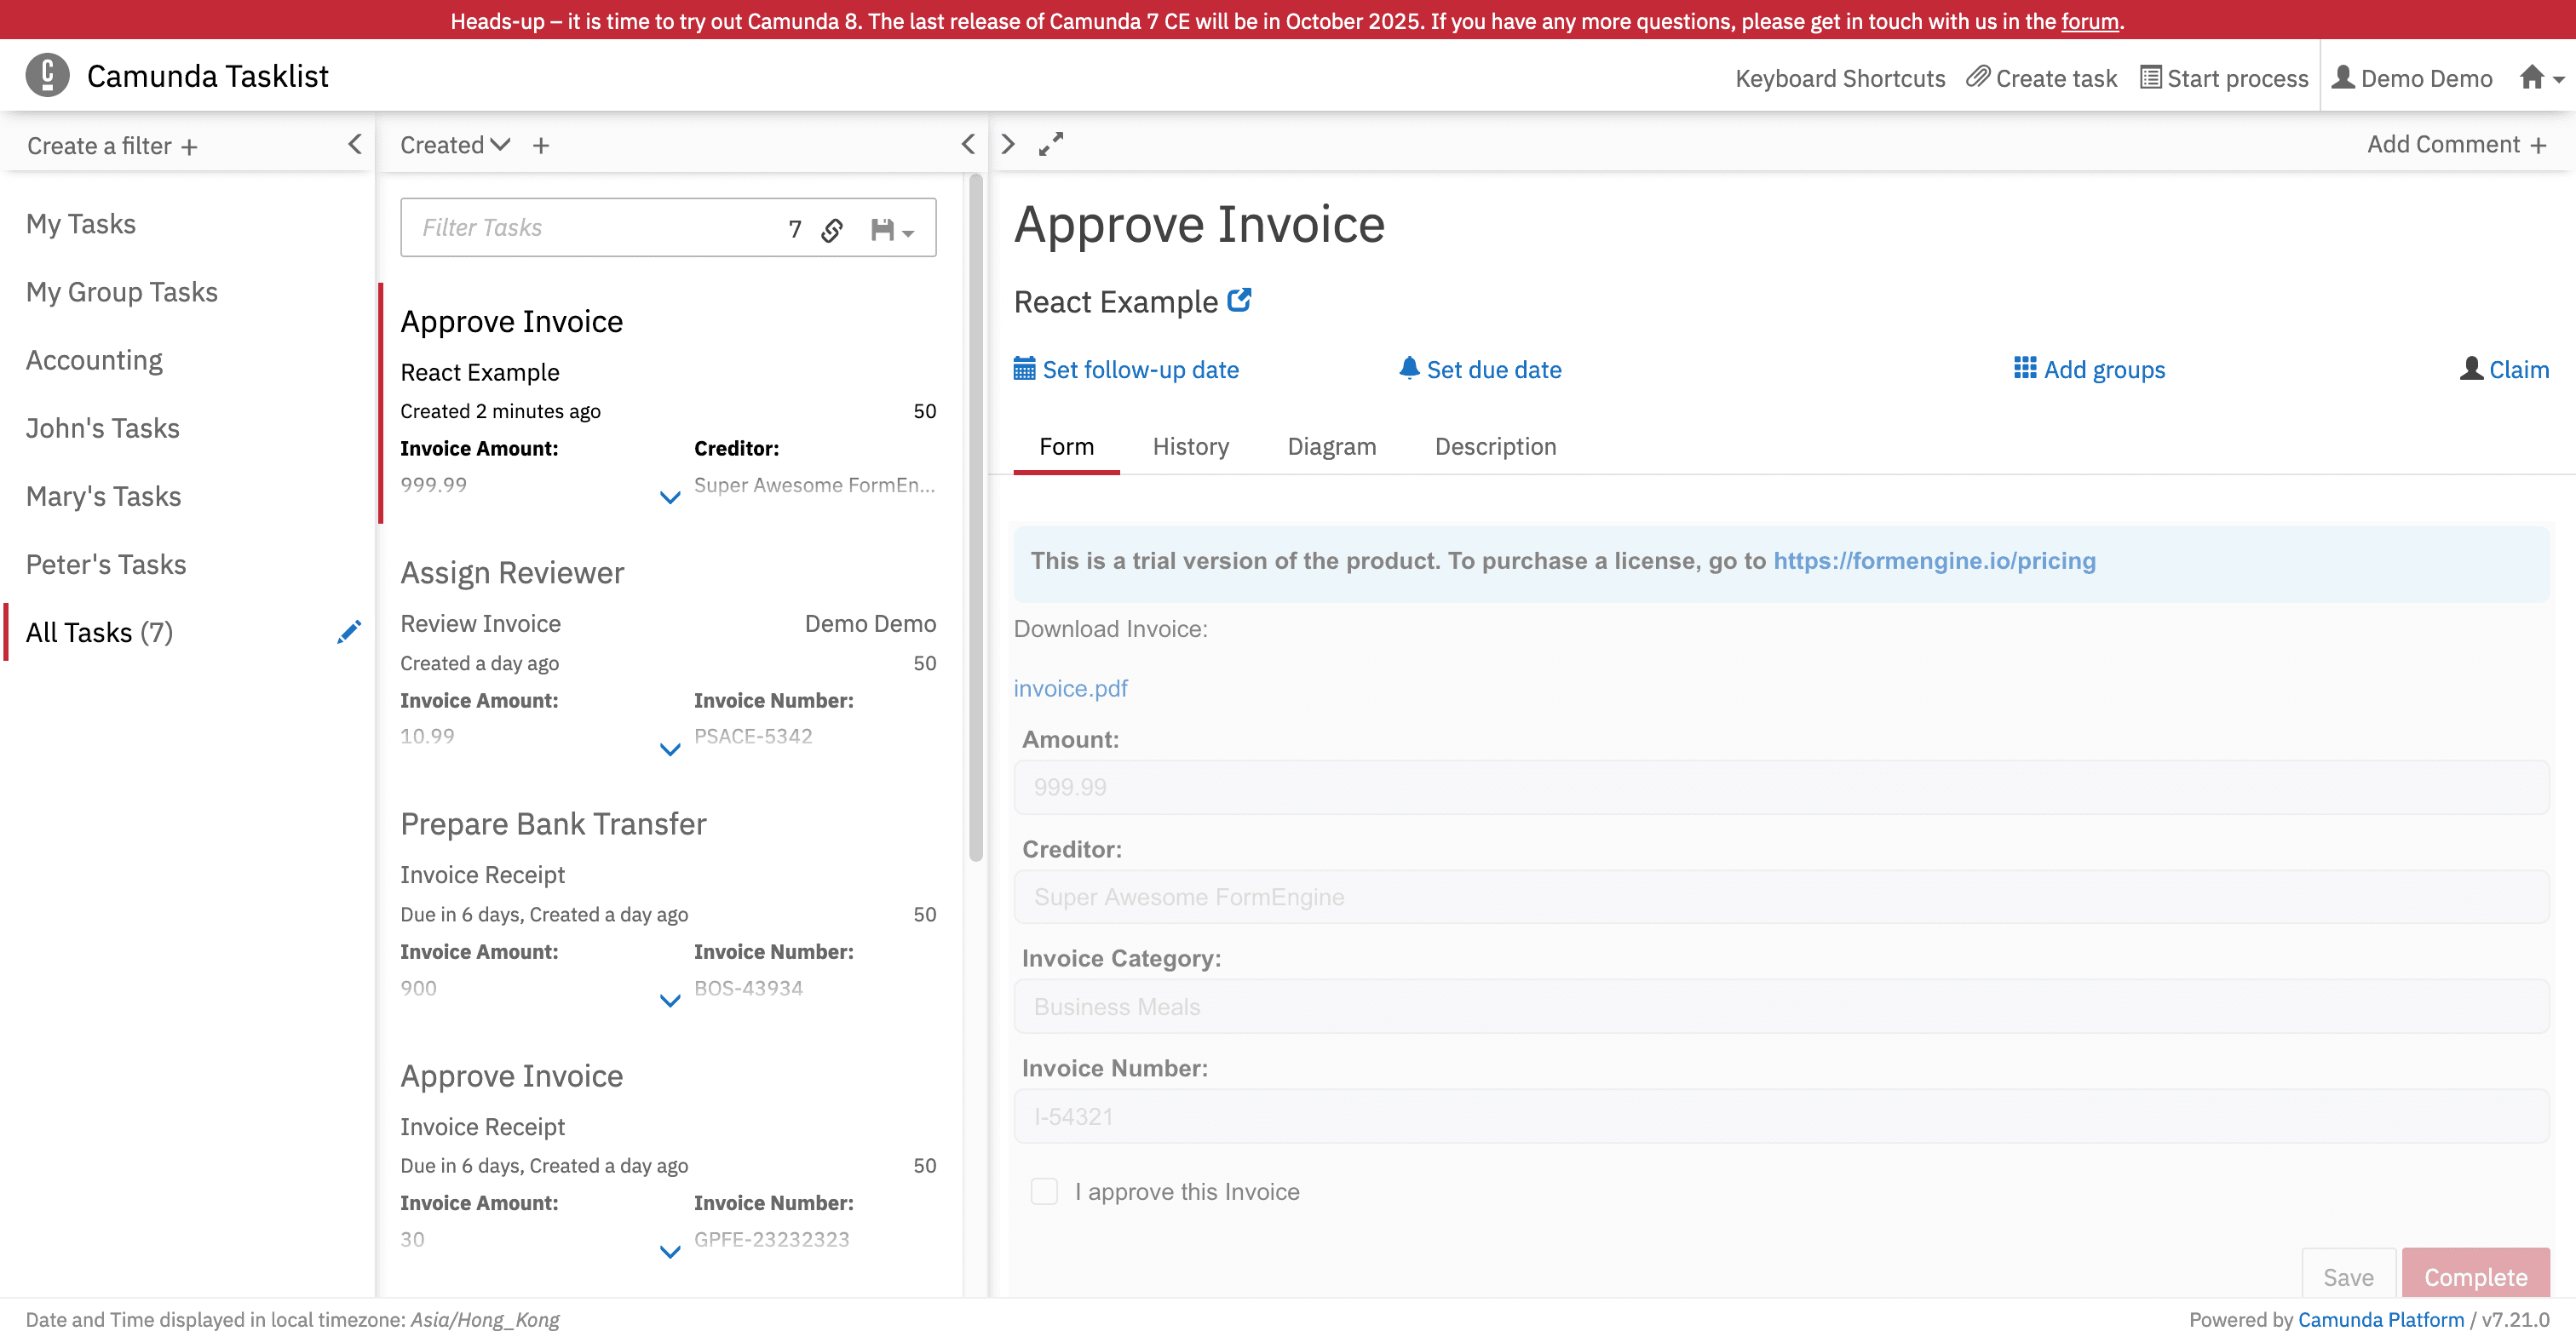 Heads-up – it is time to try out Camunda 8. The last release of Camunda 7 CE will be in October 2025. If you have any more questions, please get in touch with us in the forum.
Camunda Tasklist
Keyboard Shortcuts
Create task
Start process
Demo Demo
Create a filter +
My Tasks
My Group Tasks
Accounting
John's Tasks
Mary's Tasks
Peter's Tasks
All Tasks (7)
Created
+
Filter Tasks
7
Approve Invoice
React Example
Created 2 minutes ago 50
Invoice Amount: Creditor:
999.99 Super Awesome FormEn...
Assign Reviewer
Review Invoice Demo Demo
Created a day ago 50
Invoice Amount: Invoice Number:
10.99 PSACE-5342
Prepare Bank Transfer
Invoice Receipt
Due in 6 days, Created a day ago 50
Invoice Amount: Invoice Number:
900 BOS-43934
Approve Invoice
Invoice Receipt
Due in 6 days, Created a day ago 50
Invoice Amount: Invoice Number:
30 GPFE-23232323
Add Comment +
Approve Invoice
React Example
Set follow-up date
Set due date
Add groups
Claim
Form History Diagram Description
This is a trial version of the product. To purchase a license, go to https://formengine.io/pricing
Download Invoice:
invoice.pdf
Amount:
999.99
Creditor:
Super Awesome FormEngine
Invoice Category:
Business Meals
Invoice Number:
I-54321
I approve this Invoice
Save
Complete
Date and Time displayed in local timezone: Asia/Hong_Kong
Powered by Camunda Platform / v7.21.0